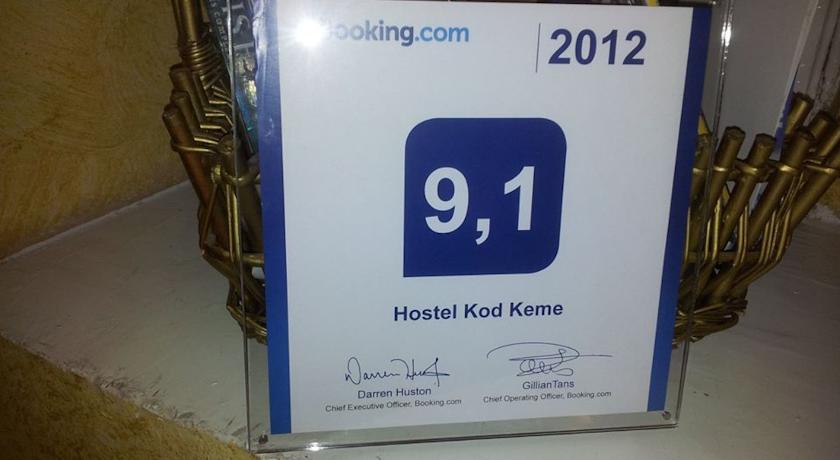 Booking.com
2012
9,1
Hostel Kod Keme
Darren Huston
Chief Executive Officer, Booking.com
GillianTans
Chief Operating Officer, Booking.com